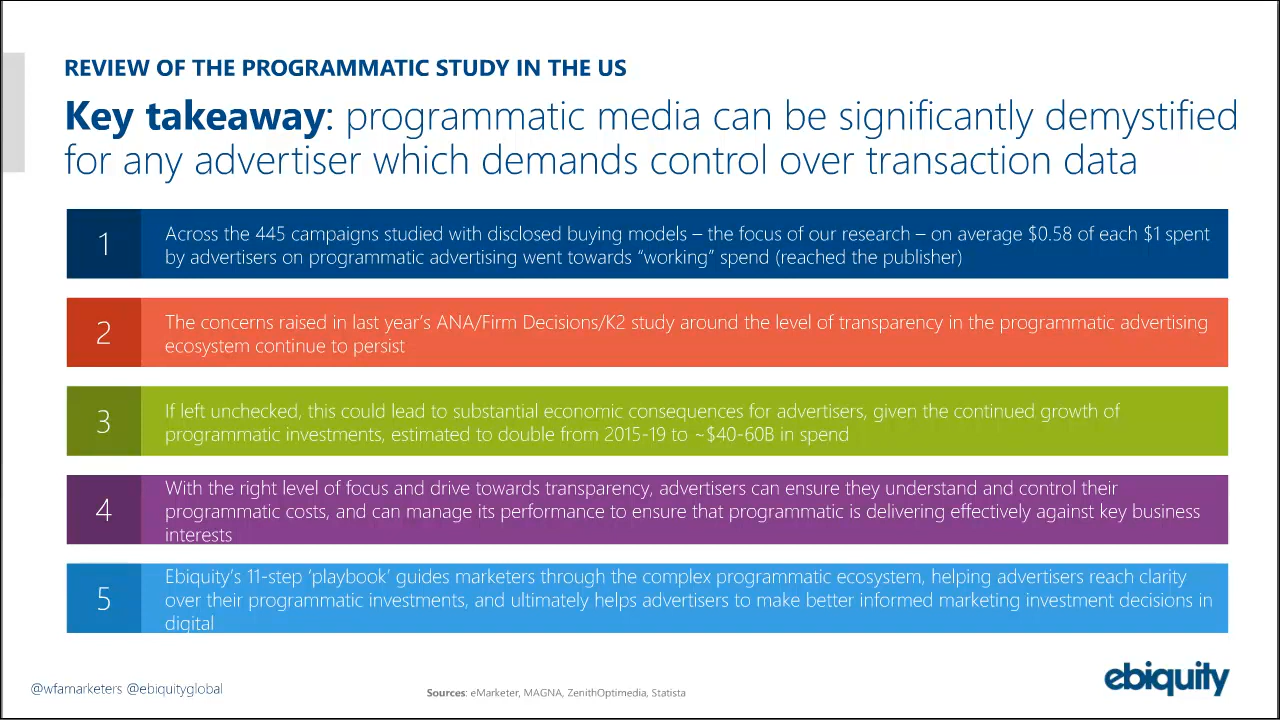 REVIEW OF THE PROGRAMMATIC STUDY IN THE US
Key takeaway: programmatic media can be significantly demystified
for any advertiser which demands control over transaction data
1
Across the 445 campaigns studied with disclosed buying models – the focus of our research – on average $0.58 of each $1 spent
by advertisers on programmatic advertising went towards “working” spend (reached the publisher)
2
The concerns raised in last year’s ANA/Firm Decisions/K2 study around the level of transparency in the programmatic advertising
ecosystem continue to persist
3
If left unchecked, this could lead to substantial economic consequences for advertisers, given the continued growth of
programmatic investments, estimated to double from 2015-19 to ~$40-60B in spend
4
With the right level of focus and drive towards transparency, advertisers can ensure they understand and control their
programmatic costs, and can manage its performance to ensure that programmatic is delivering effectively against key business
interests
5
Ebiquity’s 11-step ‘playbook’ guides marketers through the complex programmatic ecosystem, helping advertisers reach clarity
over their programmatic investments, and ultimately helps advertisers to make better informed marketing investment decisions in
digital
@wfamarketers @ebiquityglobal
Sources: eMarketer, MAGNA, ZenithOptimedia, Statista
ebiquity